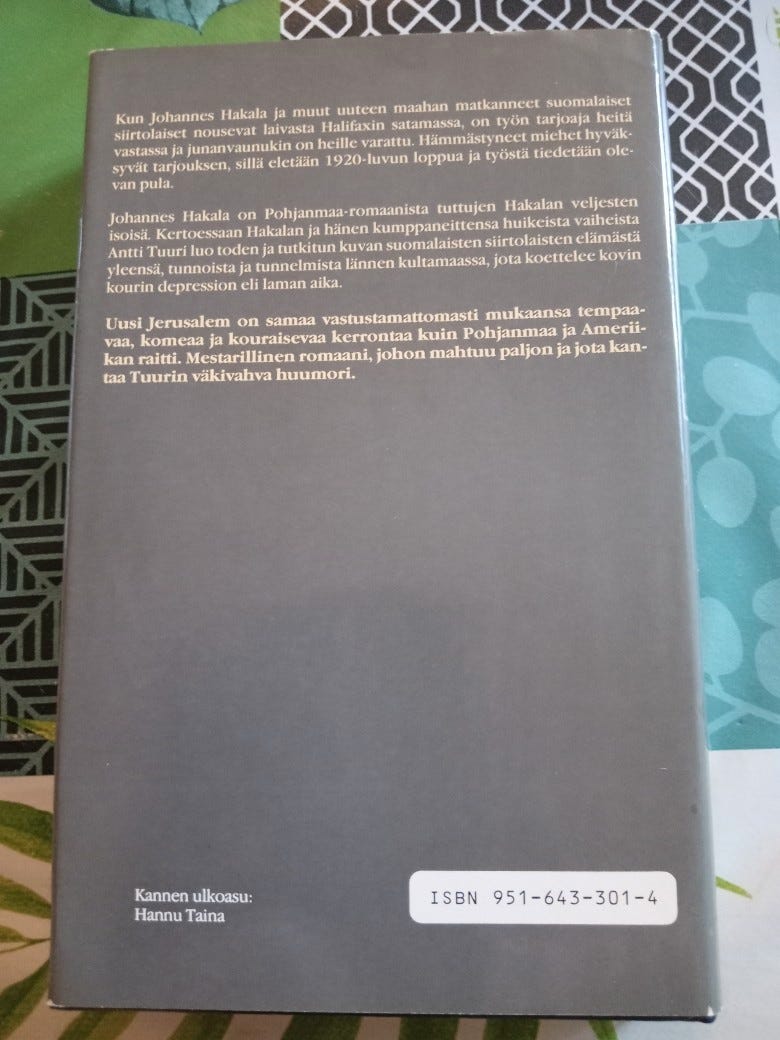 Kun Johannes Hakala ja muut uuteen maahan matkanneet suomalaiset
siirtolaiset nousevat laivasta Halifaxin satamassa, on työn tarjoaja heitä
vastassa ja junanvaunukin on heille varattu. Hämmästyneet miehet hyväk-
syvät tarjouksen, sillä eletään 1920-luvun loppua ja työstä tiedetään ole-
van pula.
Johannes Hakala on Pohjanmaa-romaanista tuttujen Hakalan veljesten
isoisä. Kertoessaan Hakalan ja hänen kumppaneittensa huikeista vaiheista
Antti Tuuri luo toden ja tutkitun kuvan suomalaisten siirtolaisten elämästä
yleensä, tunnoista ja tunnelmista lännen kultamaassa, jota koettelee kovin
kourin depression eli laman aika.
Uusi Jerusalem on samaa vastustamattomasti mukaansa tempaa-
vaa, komeaa ja kouraisevaa kerrontaa kuin Pohjanmaa ja Amerii-
kan raitti. Mestarillinen romaani, johon mahtuu paljon ja jota kan-
taa Tuurin väkivahva huumori.
Kannen ulkoasu:
Hannu Taina
ISBN 951-643-301-4